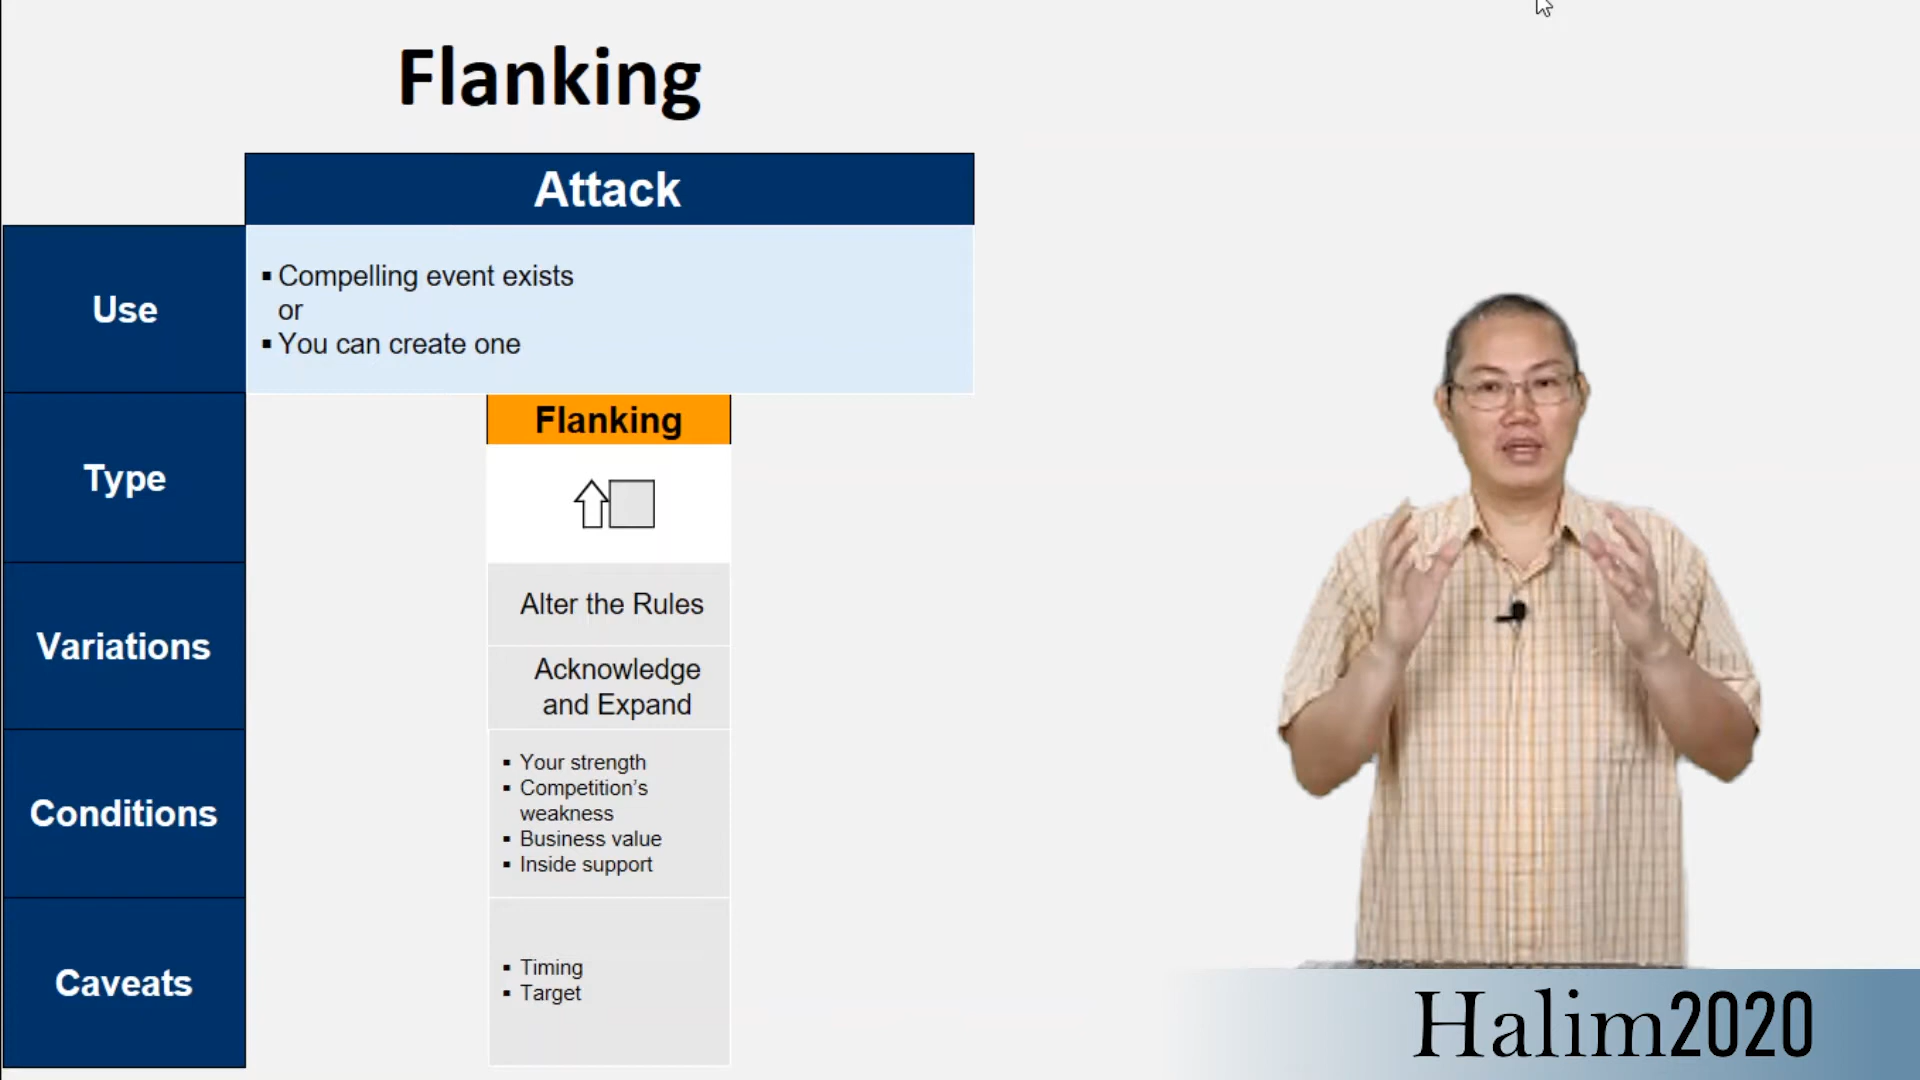 Flanking
Attack
Use
▪ Compelling event exists
or
▪ You can create one
Type
Flanking
Variations
Alter the Rules
Acknowledge
and Expand
Conditions
▪ Your strength
▪ Competition's
weakness
▪ Business value
▪ Inside support
Caveats
▪ Timing
▪ Target
Halim2020